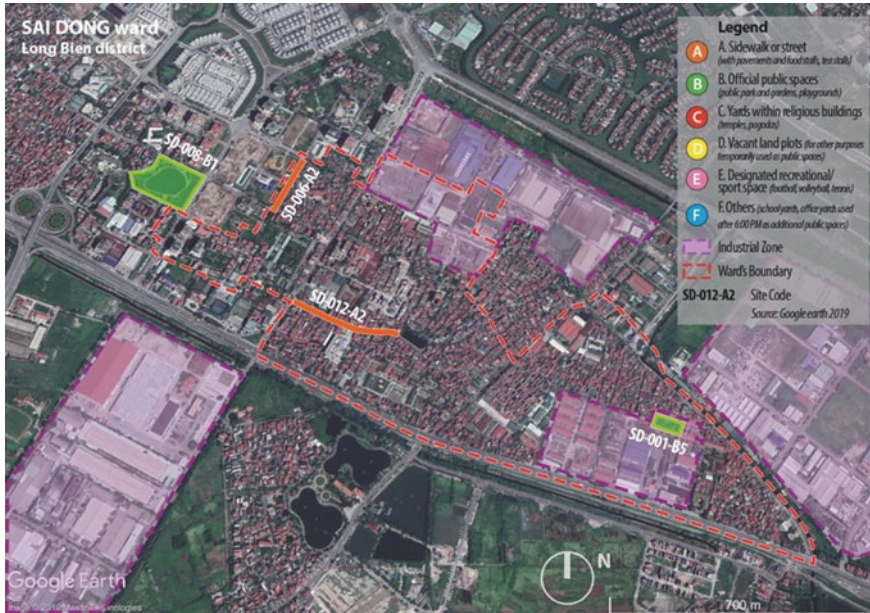 SAI DONG ward
Long Bien district
Legend
A
A. Sidewalk or street
(with pavements and food stalls, tea stalls)
B
B. Official public spaces
(public park and gardens, playgrounds)
C
C. Yards within religious buildings
(temples, pagodas)
D
D. Vacant land plots (for other purposes
temporarily used as public spaces)
E
E. Designated recreational/
sport space (football, volleyball, tennis)
F
F. Others (school yards, office yards used
after 6:00 PM as additional public spaces)
Industrial Zone
Ward's Boundary
SD-012-A2 Site Code
Source: Google earth 2019
SD-008-B1
SD-006-A2
SD-012-A2
SD-001-B5
N
700 m
Google Earth